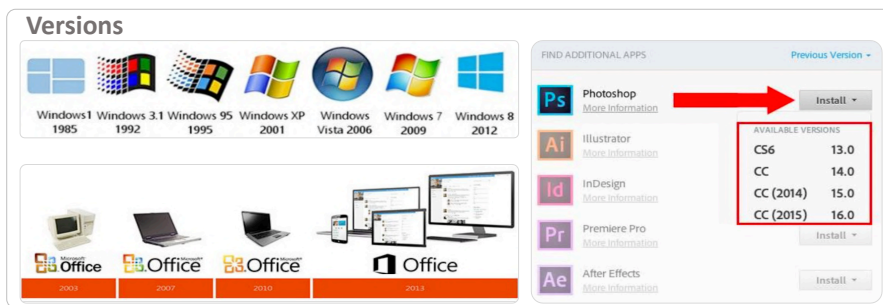 Versions
Windows1 Windows 3.1 Windows 95 Windows XP Windows Windows 7 Windows 8
1985 1992 1995 2001 Vista 2006 2009 2012
Microsoft
Office Office Office Office
2003 2007 2010 2013
FIND ADDITIONAL APPS Previous Version
Ps Photoshop Install
More Information
AVAILABLE VERSIONS
CS6 13.0
CC 14.0
CC (2014) 15.0
CC (2015) 16.0
Ai Illustrator
More Information
Id InDesign
More Information
Pr Premiere Pro Install
More Information
Ae After Effects Install
More Information